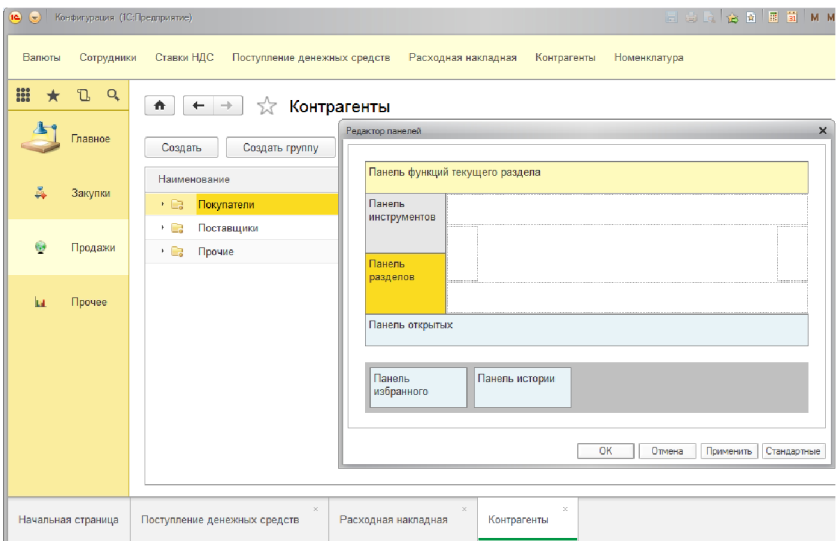 Конфигурация (1С:Предприятие)
M M
Валюты Сотрудники Ставки НДС Поступление денежных средств Расходная накладная Контрагенты Номенклатура
Контрагенты
Главное
Закупки
Продажи
Прочее
Создать Создать группу
Наименование
Покупатели
Поставщики
Прочие
Редактор панелей
Панель функций текущего раздела
Панель
инструментов
Панель
разделов
Панель открытых
Панель
избранного
Панель истории
OK Отмена Применить Стандартные
Начальная страница Поступление денежных средств Расходная накладная Контрагенты